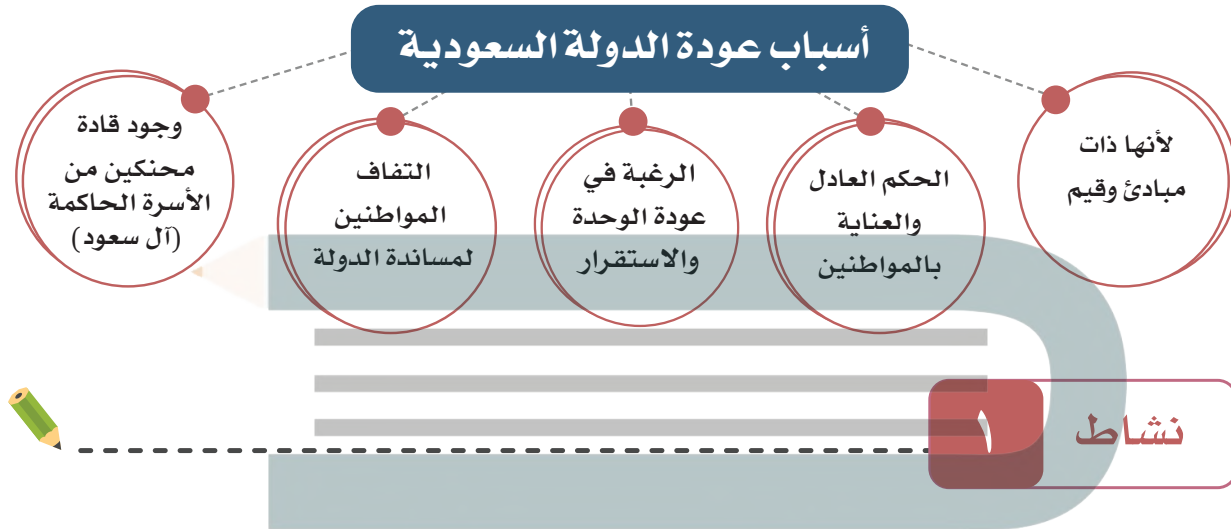 أسباب عودة الدولة السعودية
لأنها ذات
مبادئ وقيم
الحكم العادل
والعناية
بالمواطنين
الرغبة في
عودة الوحدة
والاستقرار
التفاف
المواطنين
لمساندة الدولة
وجود قادة
محنكين من
الأسرة الحاكمة
(آل سعود)
نشاط ١